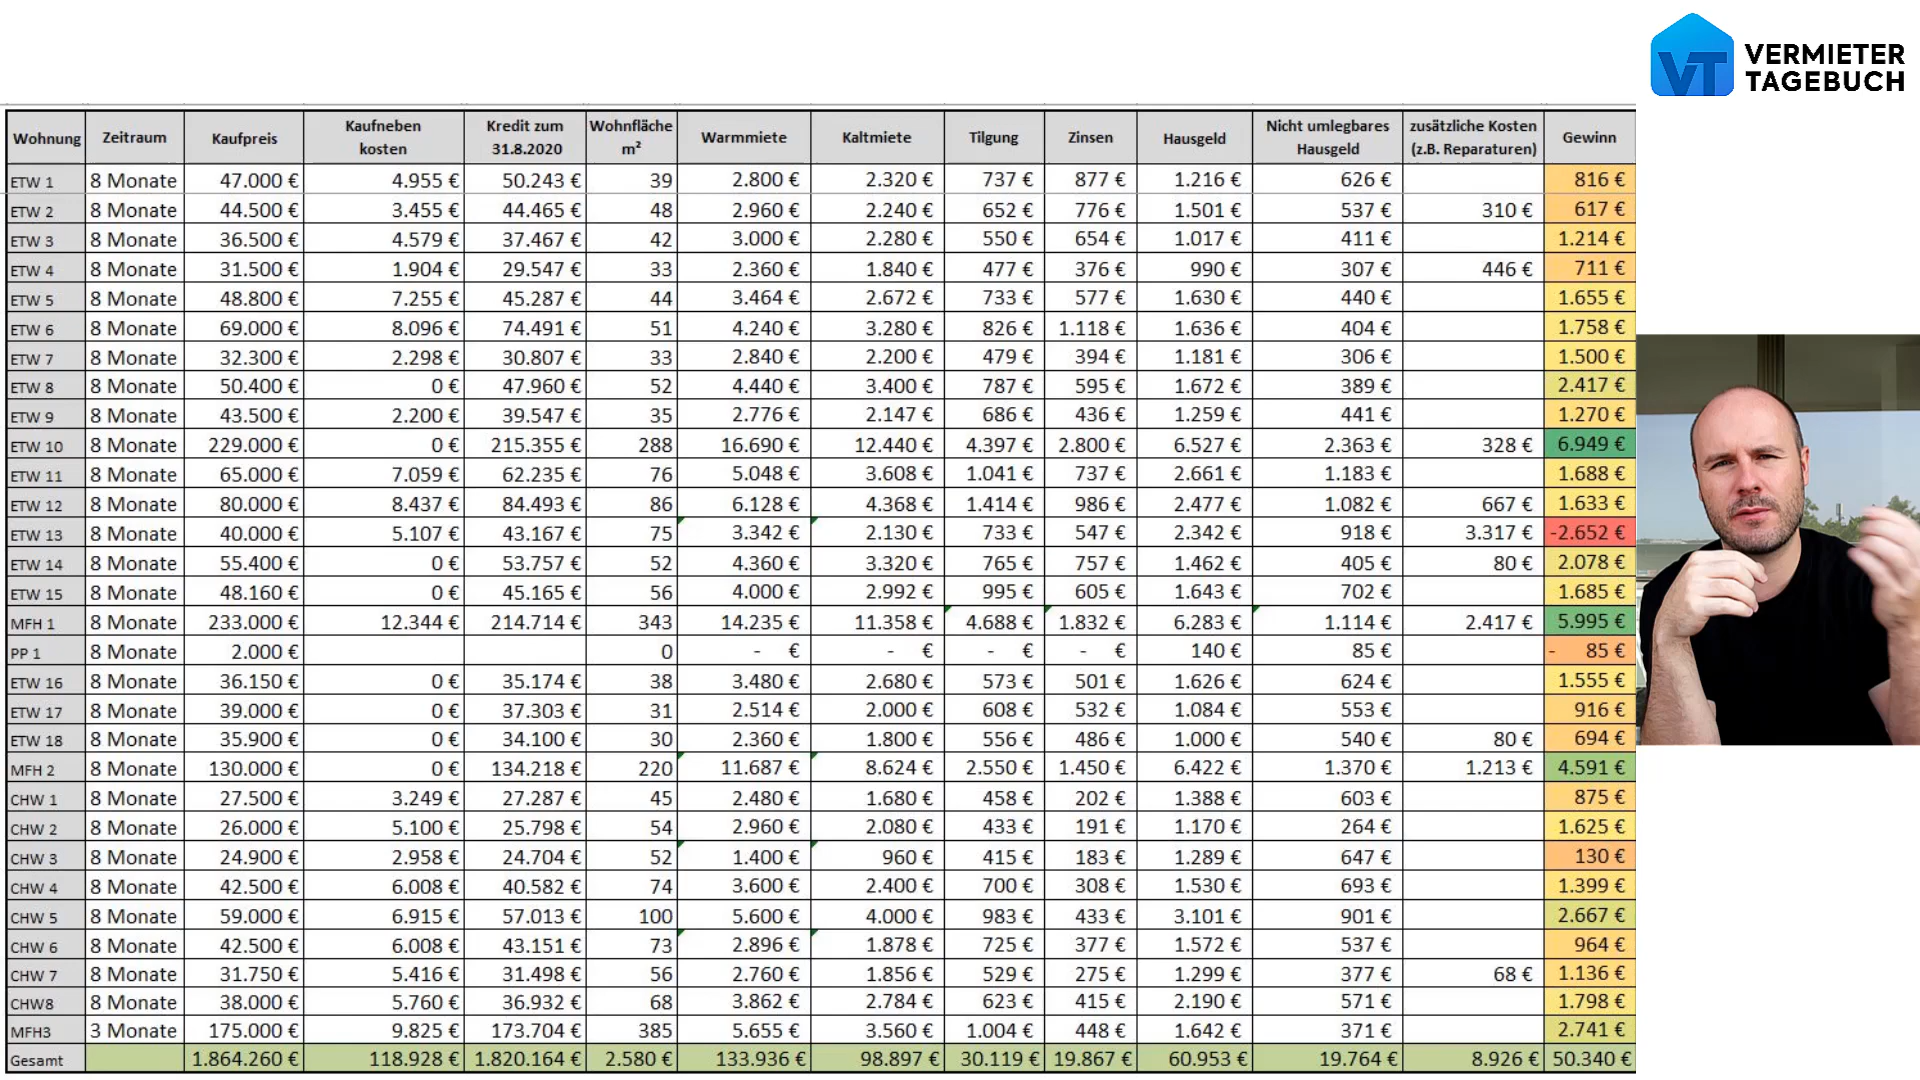 VT VERMIETER
TAGEBUCH
Wohnung Zeitraum Kaufpreis Kaufneben kosten Kredit zum 31.8.2020 Wohnfläche m² Warmmiete Kaltmiete Tilgung Zinsen Hausgeld Nicht umlegbares Hausgeld zusätzliche Kosten (z.B. Reparaturen) Gewinn
ETW 1 8 Monate 47.000 € 4.955 € 50.243 € 39 2.800 € 2.320 € 737 € 877 € 1.216 € 626 € 816 €
ETW 2 8 Monate 44.500 € 3.455 € 44.465 € 48 2.960 € 2.240 € 652 € 776 € 1.501 € 537 € 310 € 617 €
ETW 3 8 Monate 36.500 € 4.579 € 37.467 € 42 3.000 € 2.280 € 550 € 654 € 1.017 € 411 € 1.214 €
ETW 4 8 Monate 31.500 € 1.904 € 29.547 € 33 2.360 € 1.840 € 477 € 376 € 990 € 307 € 446 € 711 €
ETW 5 8 Monate 48.800 € 7.255 € 45.287 € 44 3.464 € 2.672 € 733 € 577 € 1.630 € 440 € 1.655 €
ETW 6 8 Monate 69.000 € 8.096 € 74.491 € 51 4.240 € 3.280 € 826 € 1.118 € 1.636 € 404 € 1.758 €
ETW 7 8 Monate 32.300 € 2.298 € 30.807 € 33 2.840 € 2.200 € 479 € 394 € 1.181 € 306 € 1.500 €
ETW 8 8 Monate 50.400 € 0 € 47.960 € 52 4.440 € 3.400 € 787 € 595 € 1.672 € 389 € 2.417 €
ETW 9 8 Monate 43.500 € 2.200 € 39.547 € 35 2.776 € 2.147 € 686 € 436 € 1.259 € 441 € 1.270 €
ETW 10 8 Monate 229.000 € 0 € 215.355 € 288 16.690 € 12.440 € 4.397 € 2.800 € 6.527 € 2.363 € 328 € 6.949 €
ETW 11 8 Monate 65.000 € 7.059 € 62.235 € 76 5.048 € 3.608 € 1.041 € 737 € 2.661 € 1.183 € 1.688 €
ETW 12 8 Monate 80.000 € 8.437 € 84.493 € 86 6.128 € 4.368 € 1.414 € 986 € 2.477 € 1.082 € 667 € 1.633 €
ETW 13 8 Monate 40.000 € 5.107 € 43.167 € 75 3.342 € 2.130 € 733 € 547 € 2.342 € 918 € 3.317 € -2.652 €
ETW 14 8 Monate 55.400 € 0 € 53.757 € 52 4.360 € 3.320 € 765 € 757 € 1.462 € 405 € 80 € 2.078 €
ETW 15 8 Monate 48.160 € 0 € 45.165 € 56 4.000 € 2.992 € 995 € 605 € 1.643 € 702 € 1.685 €
MFH 1 8 Monate 233.000 € 12.344 € 214.714 € 343 14.235 € 11.358 € 4.688 € 1.832 € 6.283 € 1.114 € 2.417 € 5.995 €
PP 1 8 Monate 2.000 € 0 - € - € - € - € 140 € 85 € - 85 €
ETW 16 8 Monate 36.150 € 0 € 35.174 € 38 3.480 € 2.680 € 573 € 501 € 1.626 € 624 € 1.555 €
ETW 17 8 Monate 39.000 € 0 € 37.303 € 31 2.514 € 2.000 € 608 € 532 € 1.084 € 553 € 916 €
ETW 18 8 Monate 35.900 € 0 € 34.100 € 30 2.360 € 1.800 € 556 € 486 € 1.000 € 540 € 80 € 694 €
MFH 2 8 Monate 130.000 € 0 € 134.218 € 220 11.687 € 8.624 € 2.550 € 1.450 € 6.422 € 1.370 € 1.213 € 4.591 €
CHW 1 8 Monate 27.500 € 3.249 € 27.287 € 45 2.480 € 1.680 € 458 € 202 € 1.388 € 603 € 875 €
CHW 2 8 Monate 26.000 € 5.100 € 25.798 € 54 2.960 € 2.080 € 433 € 191 € 1.170 € 264 € 1.625 €
CHW 3 8 Monate 24.900 € 2.958 € 24.704 € 52 1.400 € 960 € 415 € 183 € 1.289 € 647 € 130 €
CHW 4 8 Monate 42.500 € 6.008 € 40.582 € 74 3.600 € 2.400 € 700 € 308 € 1.530 € 693 € 1.399 €
CHW 5 8 Monate 59.000 € 6.915 € 57.013 € 100 5.600 € 4.000 € 983 € 433 € 3.101 € 901 € 2.667 €
CHW 6 8 Monate 42.500 € 6.008 € 43.151 € 73 2.896 € 1.878 € 725 € 377 € 1.572 € 537 € 964 €
CHW 7 8 Monate 31.750 € 5.416 € 31.498 € 56 2.760 € 1.856 € 529 € 275 € 1.299 € 377 € 68 € 1.136 €
CHW8 8 Monate 38.000 € 5.760 € 36.932 € 68 3.862 € 2.784 € 623 € 415 € 2.190 € 571 € 1.798 €
MFH3 3 Monate 175.000 € 9.825 € 173.704 € 385 5.655 € 3.560 € 1.004 € 448 € 1.642 € 371 € 2.741 €
Gesamt 1.864.260 € 118.928 € 1.820.164 € 2.580 € 133.936 € 98.897 € 30.119 € 19.867 € 60.953 € 19.764 € 8.926 € 50.340 €